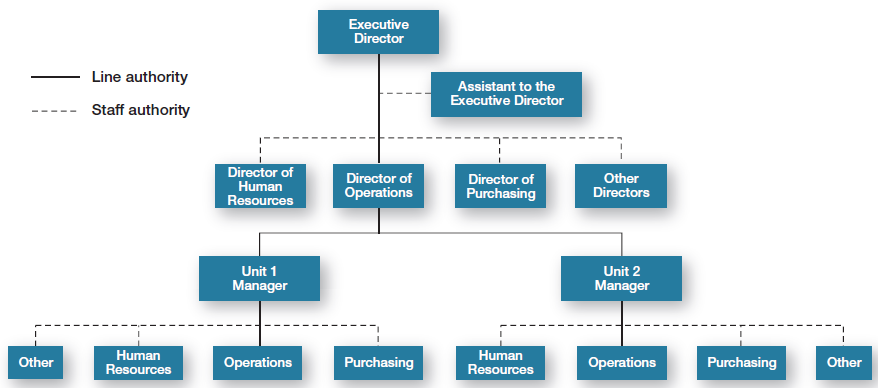 Executive
Director
Line authority
Assistant to the
Executive Director
Staff authority
Director of
Human
Resources
Director of
Operations
Director of
Purchasing
Other
Directors
Unit 1
Manager
Unit 2
Manager
Other
Human
Resources
Operations
Purchasing
Human
Resources
Operations
Purchasing
Other